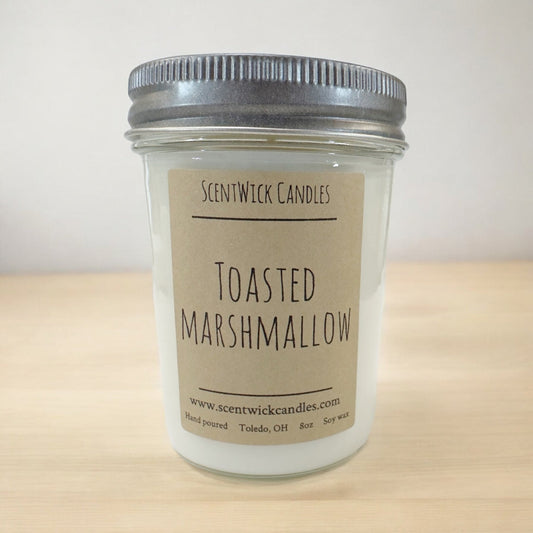 ScentWick Candles
Toasted
marshmallow
www.scentwickcandles.com
Hand poured Toledo, OH 8oz Soy wax